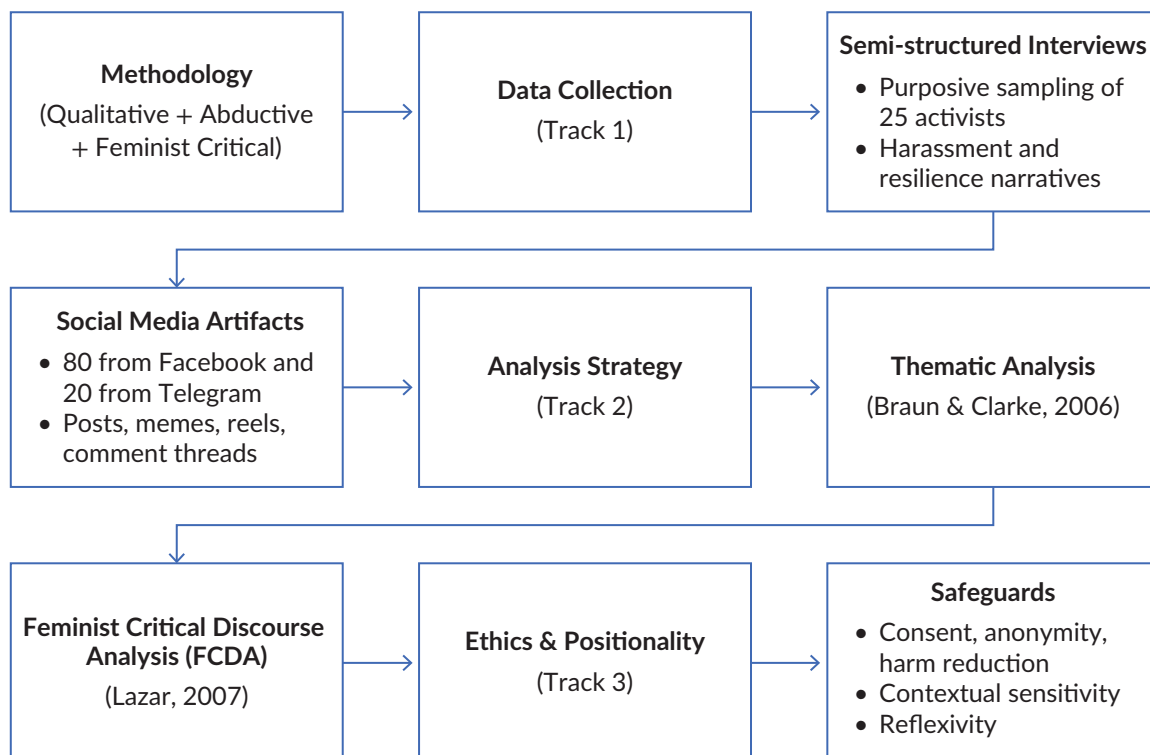 Methodology
(Qualitative + Abductive
+ Feminist Critical)
Data Collection
(Track 1)
Semi-structured Interviews
• Purposive sampling of
25 activists
• Harassment and
resilience narratives
Social Media Artifacts
• 80 from Facebook and
20 from Telegram
• Posts, memes, reels,
comment threads
Analysis Strategy
(Track 2)
Thematic Analysis
(Braun & Clarke, 2006)
Feminist Critical Discourse
Analysis (FCDA)
(Lazar, 2007)
Ethics & Positionality
(Track 3)
Safeguards
• Consent, anonymity,
harm reduction
• Contextual sensitivity
• Reflexivity